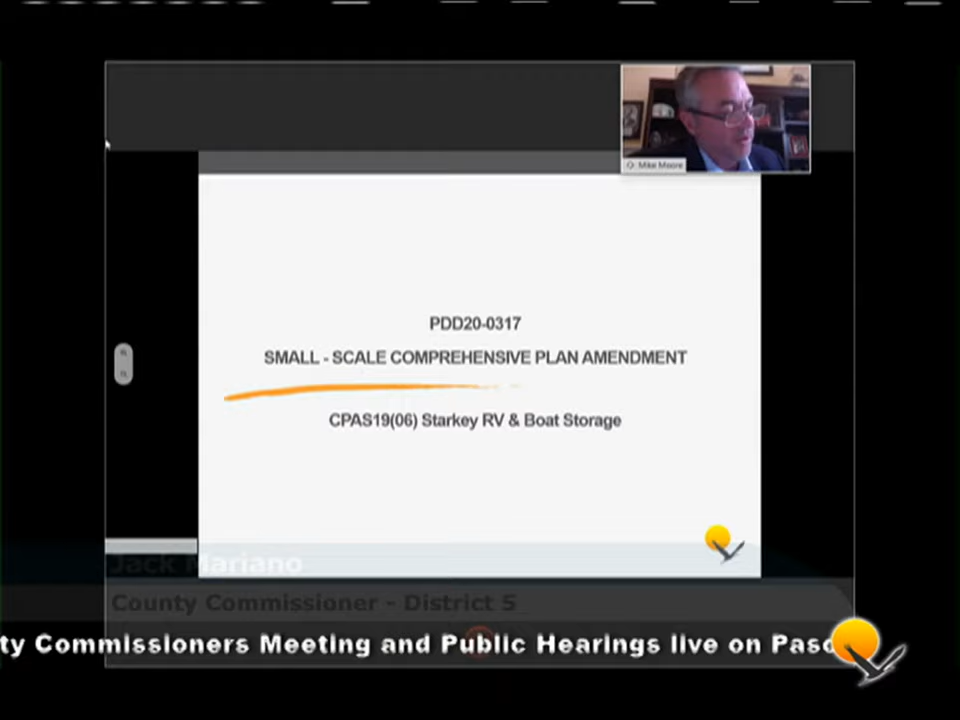 Mike Moore
PDD20-0317
SMALL - SCALE COMPREHENSIVE PLAN AMENDMENT
CPAS19(06) Starkey RV & Boat Storage
Jack Mariano
County Commissioner - District 5
ty Commissioners Meeting and Public Hearings live on Pasc